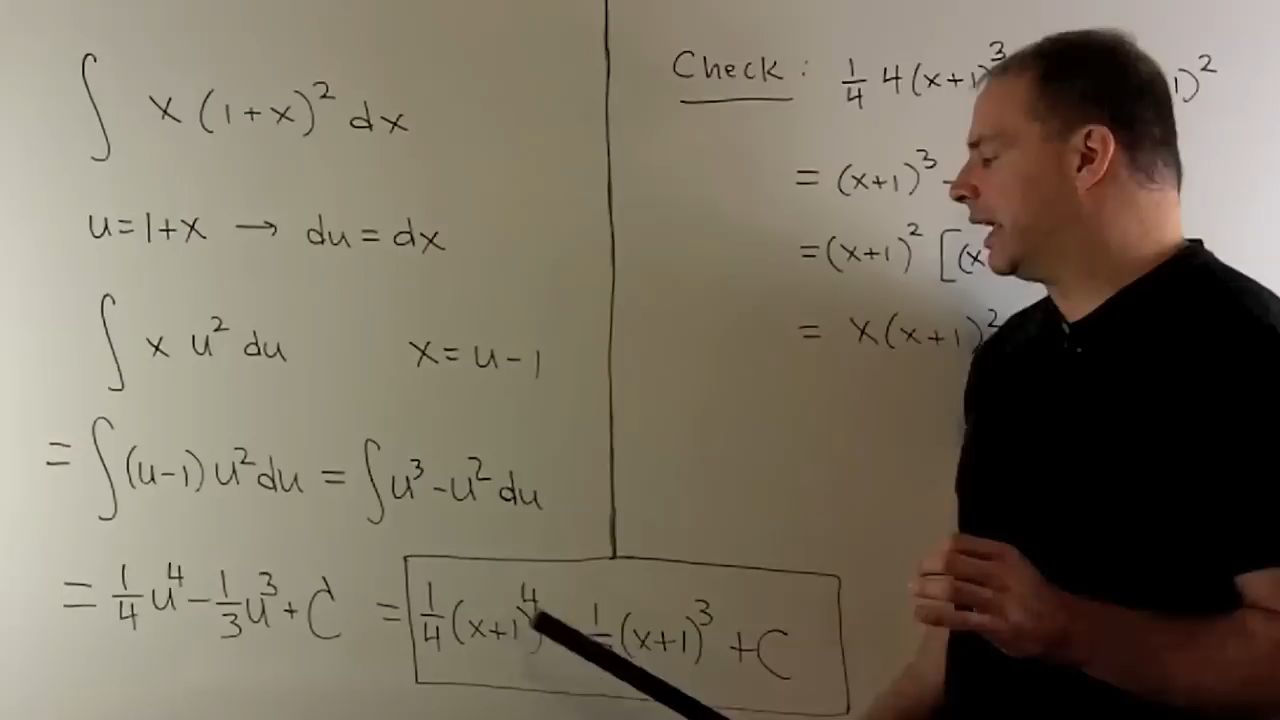 ∫ x (1+x)² dx
u=1+x → du = dx
∫ x u² du x = u-1
= ∫(u-1) u² du = ∫u³ - u² du
= 1/4 u⁴ - 1/3 u³ + C = 1/4 (x+1)⁴ (x+1)³ + C
Check: 1/4 4(x+1)³ )²
= (x+1)³ -
= (x+1)² [(x
= x(x+1)²